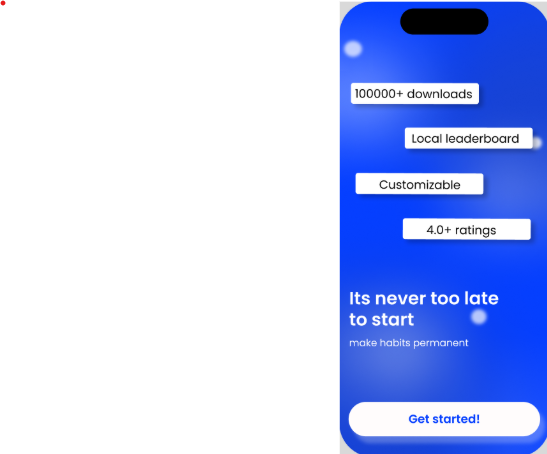 100000+ downloads
Local leaderboard
Customizable
4.0+ ratings
Its never too late
to start
make habits permanent
Get started!